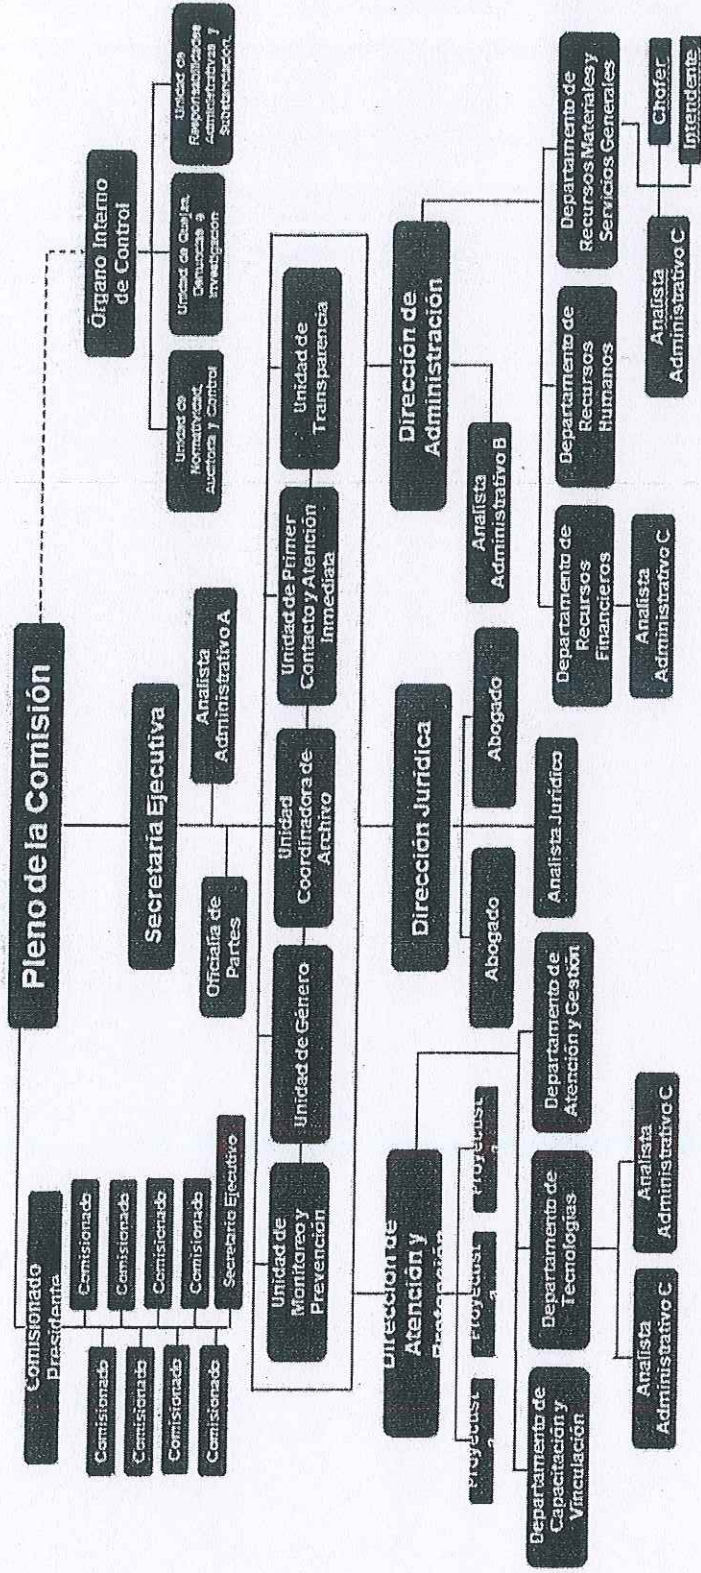 Pleno de la Comisión
Comisionado
Presidente
Comisionado
Comisionado
Comisionado
Comisionado
Comisionado
Comisionado
Comisionado
Comisionado
Secretario Ejecutivo
Secretaría Ejecutiva
Oficialía de
Partes
Analista
Administrativo A
Órgano Interno
de Control
Unidad de
Normatividad,
Auditoría y Control
Unidad de Quejas,
Denuncias e
Investigación
Unidad de
Responsabilidades
Administrativas y
Substanciación
Unidad de
Monitoreo y
Prevención
Unidad de Género
Unidad
Coordinadora de
Archivo
Unidad de Primer
Contacto y Atención
Inmediata
Unidad de
Transparencia
Dirección de
Atención y
Protección
Proyectist
a
Proyectist
a
Proyectist
a
Departamento de
Capacitación y
Vinculación
Departamento de
Tecnologías
Departamento de
Atención y Gestión
Analista
Administrativo C
Analista
Administrativo C
Dirección Jurídica
Abogado
Abogado
Analista Jurídico
Dirección de
Administración
Analista
Administrativo B
Departamento de
Recursos
Financieros
Departamento de
Recursos
Humanos
Departamento de
Recursos Materiales y
Servicios Generales
Analista
Administrativo C
Analista
Administrativo C
Chofer
Intendente